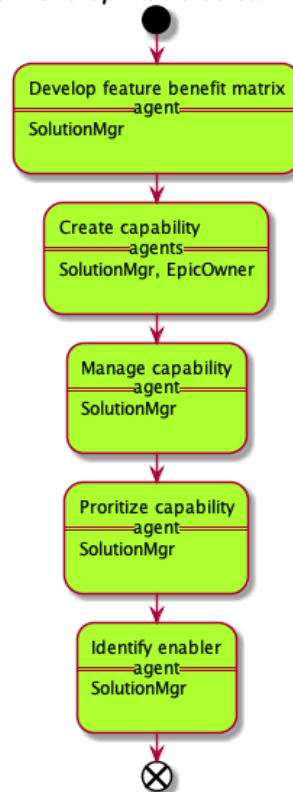 Develop feature benefit matrix
agent
SolutionMgr
Create capability
agents
SolutionMgr, EpicOwner
Manage capability
agent
SolutionMgr
Proritize capability
agent
SolutionMgr
Identify enabler
agent
SolutionMgr